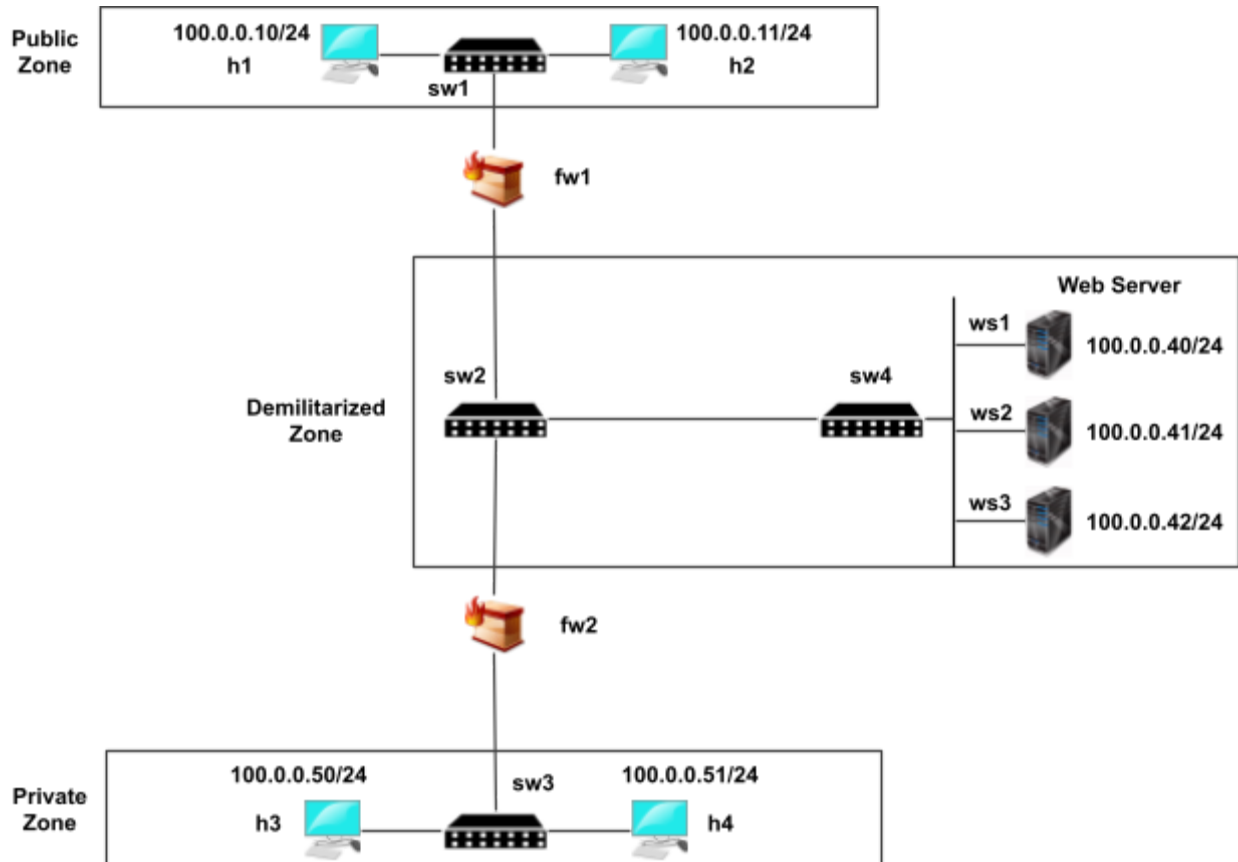 Public
Zone
100.0.0.10/24
h1
100.0.0.11/24
h2
sw1
fw1
Web Server
ws1
100.0.0.40/24
sw2
sw4
Demilitarized
Zone
ws2
100.0.0.41/24
ws3
100.0.0.42/24
fw2
Private
Zone
100.0.0.50/24
h3
sw3
100.0.0.51/24
h4